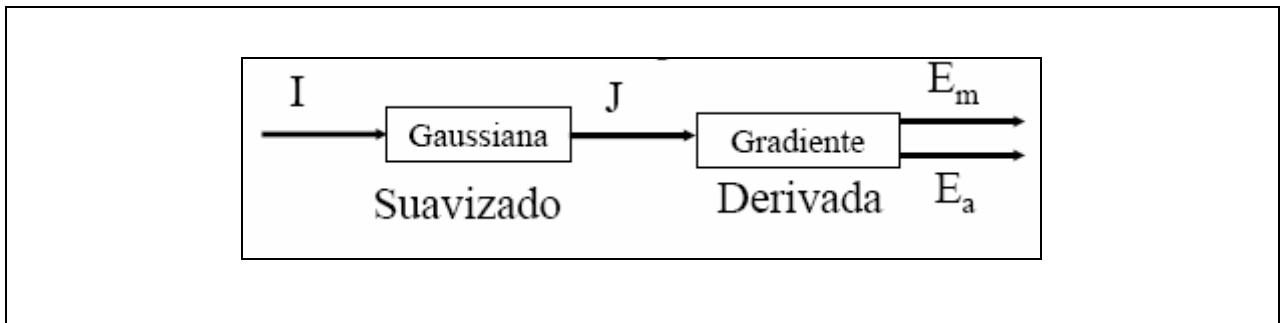 I
Gaussiana
Suavizado
J
Gradiente
Derivada
E_m
E_a